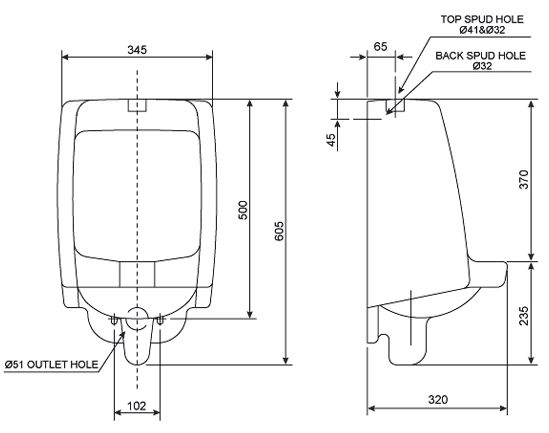 TOP SPUD HOLE
Ø41&Ø32
345
65
BACK SPUD HOLE
Ø32
45
500
605
370
235
Ø51 OUTLET HOLE
102
320